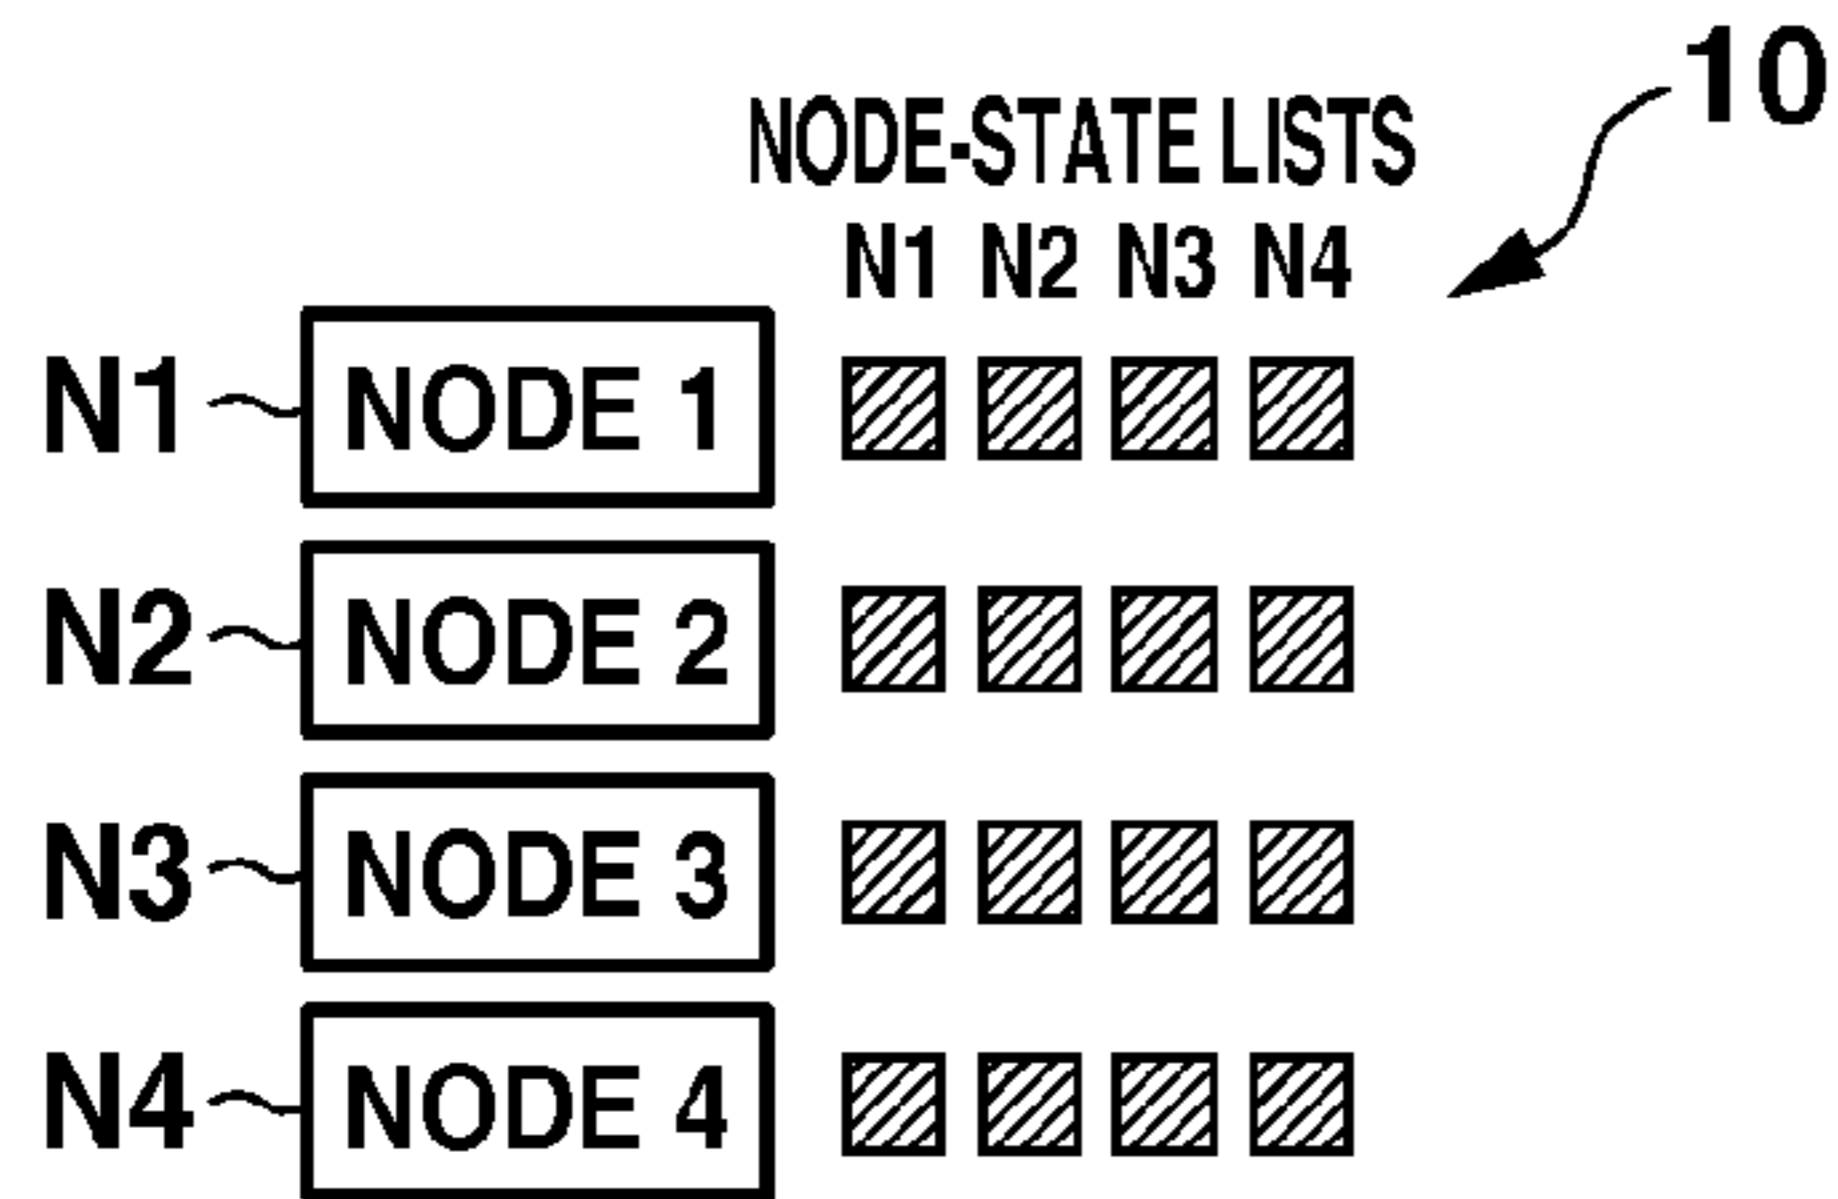 10
NODE-STATE LISTS
N1 N2 N3 N4
N1 NODE 1
N2 NODE 2
N3 NODE 3
N4 NODE 4